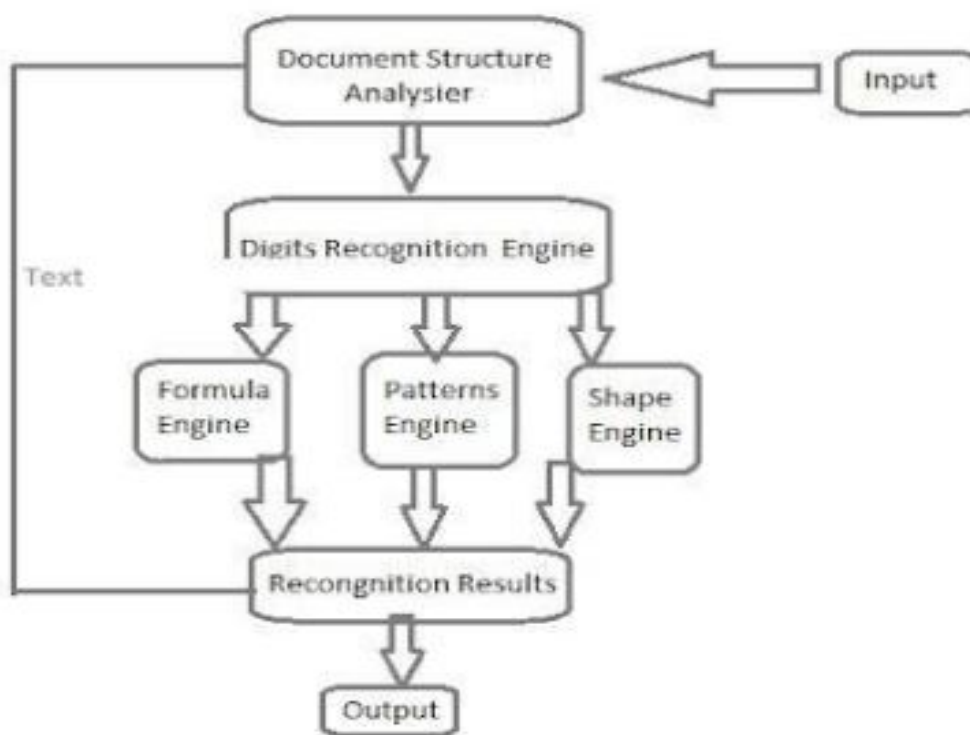 Document Structure
Analysier
Input
Digits Recognition Engine
Text
Formula
Engine
Patterns
Engine
Shape
Engine
Recongnition Results
Output